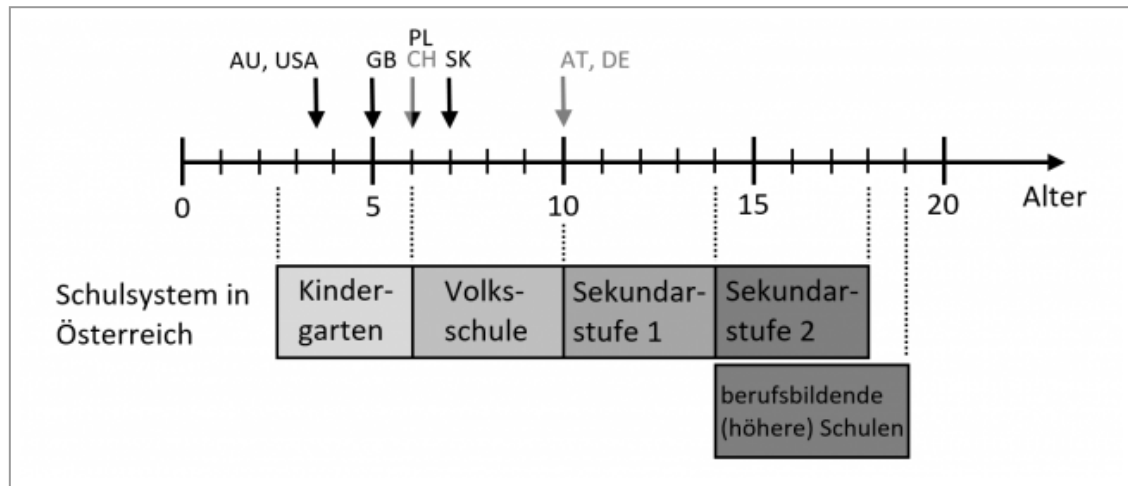 PL
AU, USA GB CH SK AT, DE
0 5 10 15 20 Alter
Schulsystem in
Österreich
Kinder-
garten
Volks-
schule
Sekundar-
stufe 1
Sekundar-
stufe 2
berufsbildende
(höhere) Schulen